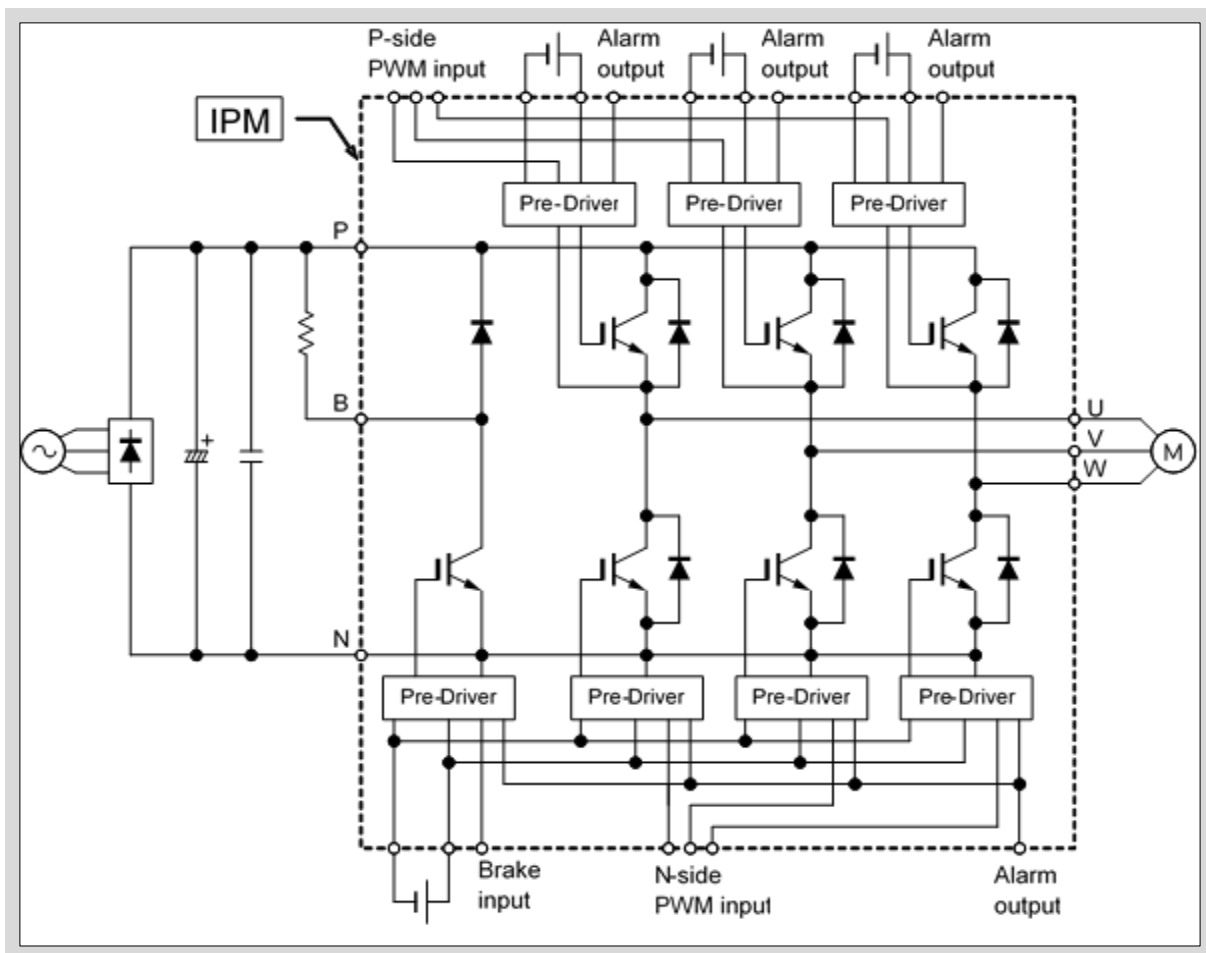 P-side
PWM input
Alarm
output
Alarm
output
Alarm
output
IPM
Pre-Driver
Pre-Driver
Pre-Driver
P
B
+
U
V
W
M
N
Pre-Driver
Pre-Driver
Pre-Driver
Pre-Driver
Brake
input
N-side
PWM input
Alarm
output